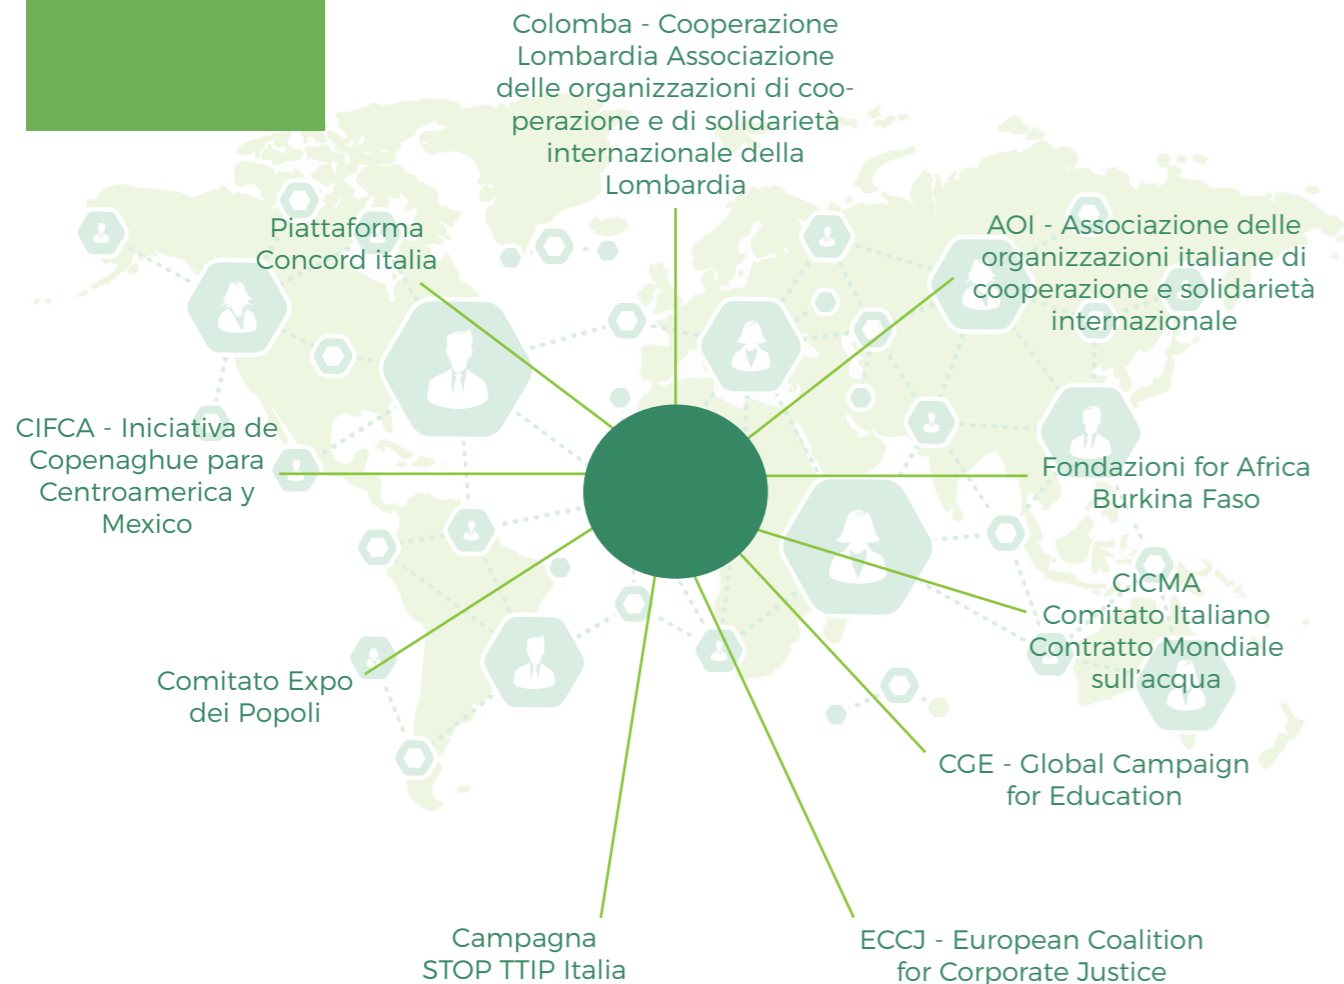 Colomba - Cooperazione
Lombardia Associazione
delle organizzazioni di coo-
perazione e di solidarietà
internazionale della
Lombardia
Piattaforma
Concord italia
AOI - Associazione delle
organizzazioni italiane di
cooperazione e solidarietà
internazionale
CIFCA - Iniciativa de
Copenaghue para
Centroamerica y
Mexico
Fondazioni for Africa
Burkina Faso
CICMA
Comitato Italiano
Contratto Mondiale
sull'acqua
Comitato Expo
dei Popoli
CGE - Global Campaign
for Education
Campagna
STOP TTIP Italia
ECCJ - European Coalition
for Corporate Justice